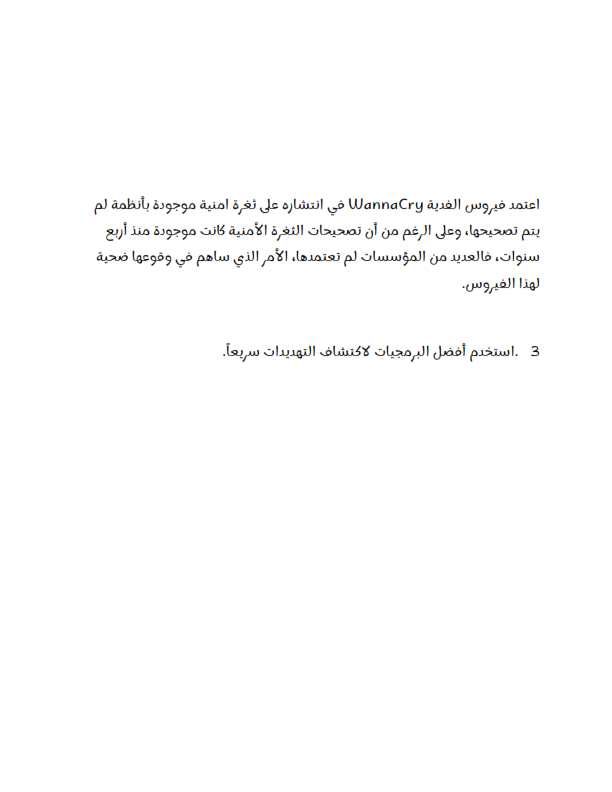 اعتمد فيروس الفدية WannaCry في انتشاره على ثغرة امنية موجودة بأنظمة لم
يتم تصحيحها، وعلى الرغم من أن تصحيحات الثغرة الأمنية كانت موجودة منذ أربع
سنوات، فالعديد من المؤسسات لم تعتمدها، الأمر الذي ساهم في وقوعها ضحية
لهذا الفيروس.
3 .استخدم أفضل البرمجيات لاكتشاف التهديدات سريعاً.